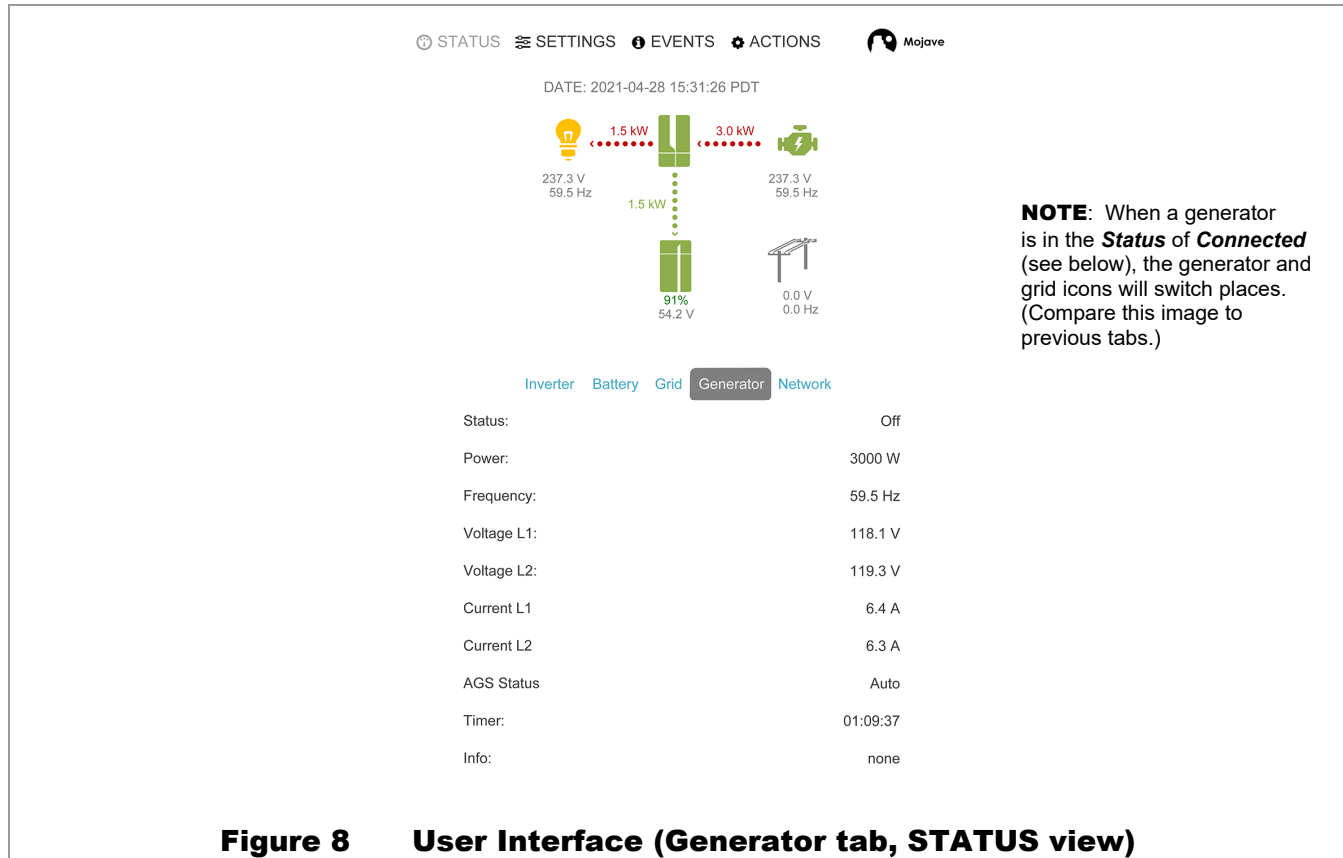 STATUS SETTINGS EVENTS ACTIONS Mojave
DATE: 2021-04-28 15:31:26 PDT
1.5 kW 3.0 kW
237.3 V 237.3 V
59.5 Hz 59.5 Hz
1.5 kW
91%
54.2 V
0.0 V
0.0 Hz
NOTE: When a generator
is in the Status of Connected
(see below), the generator and
grid icons will switch places.
(Compare this image to
previous tabs.)
Inverter Battery Grid Generator Network
Status: Off
Power: 3000 W
Frequency: 59.5 Hz
Voltage L1: 118.1 V
Voltage L2: 119.3 V
Current L1 6.4 A
Current L2 6.3 A
AGS Status Auto
Timer: 01:09:37
Info: none
Figure 8 User Interface (Generator tab, STATUS view)